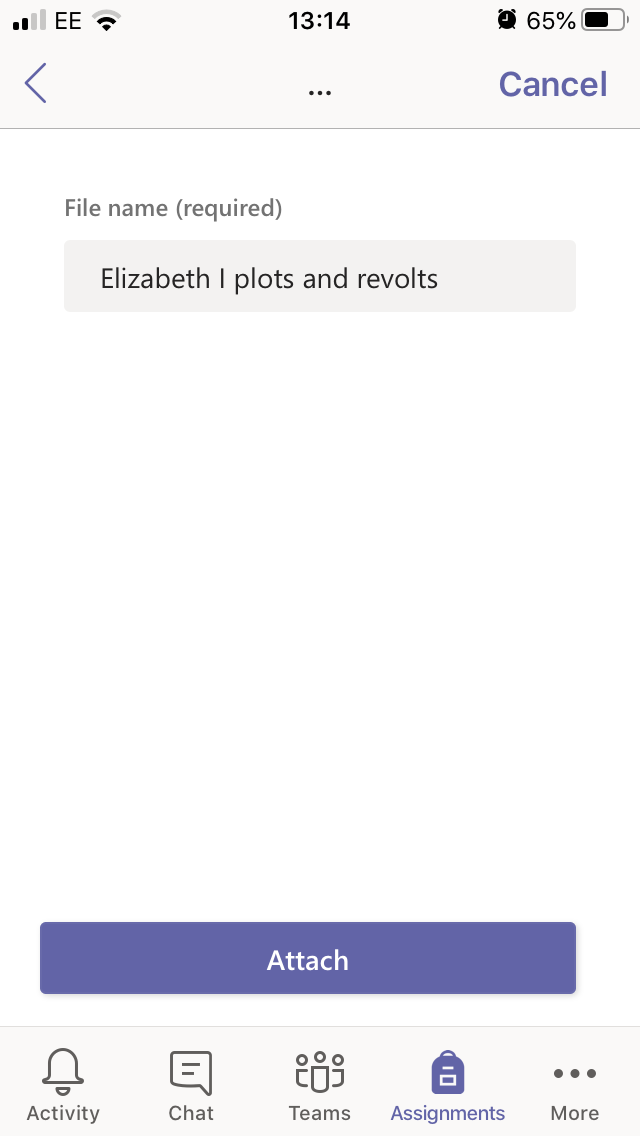 EE 13:14 65%
... Cancel
File name (required)
Elizabeth I plots and revolts
Attach
Activity Chat Teams Assignments More